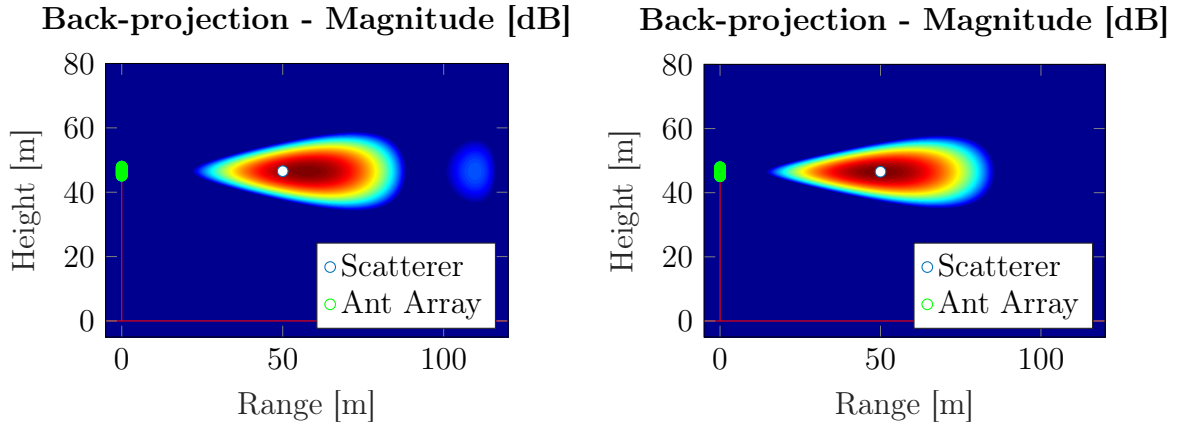 Back-projection - Magnitude [dB]
80
60
40
20
0
Height [m]
0
50
100
Range [m]
Scatterer
Ant Array
Back-projection - Magnitude [dB]
80
60
40
20
0
Height [m]
0
50
100
Range [m]
Scatterer
Ant Array